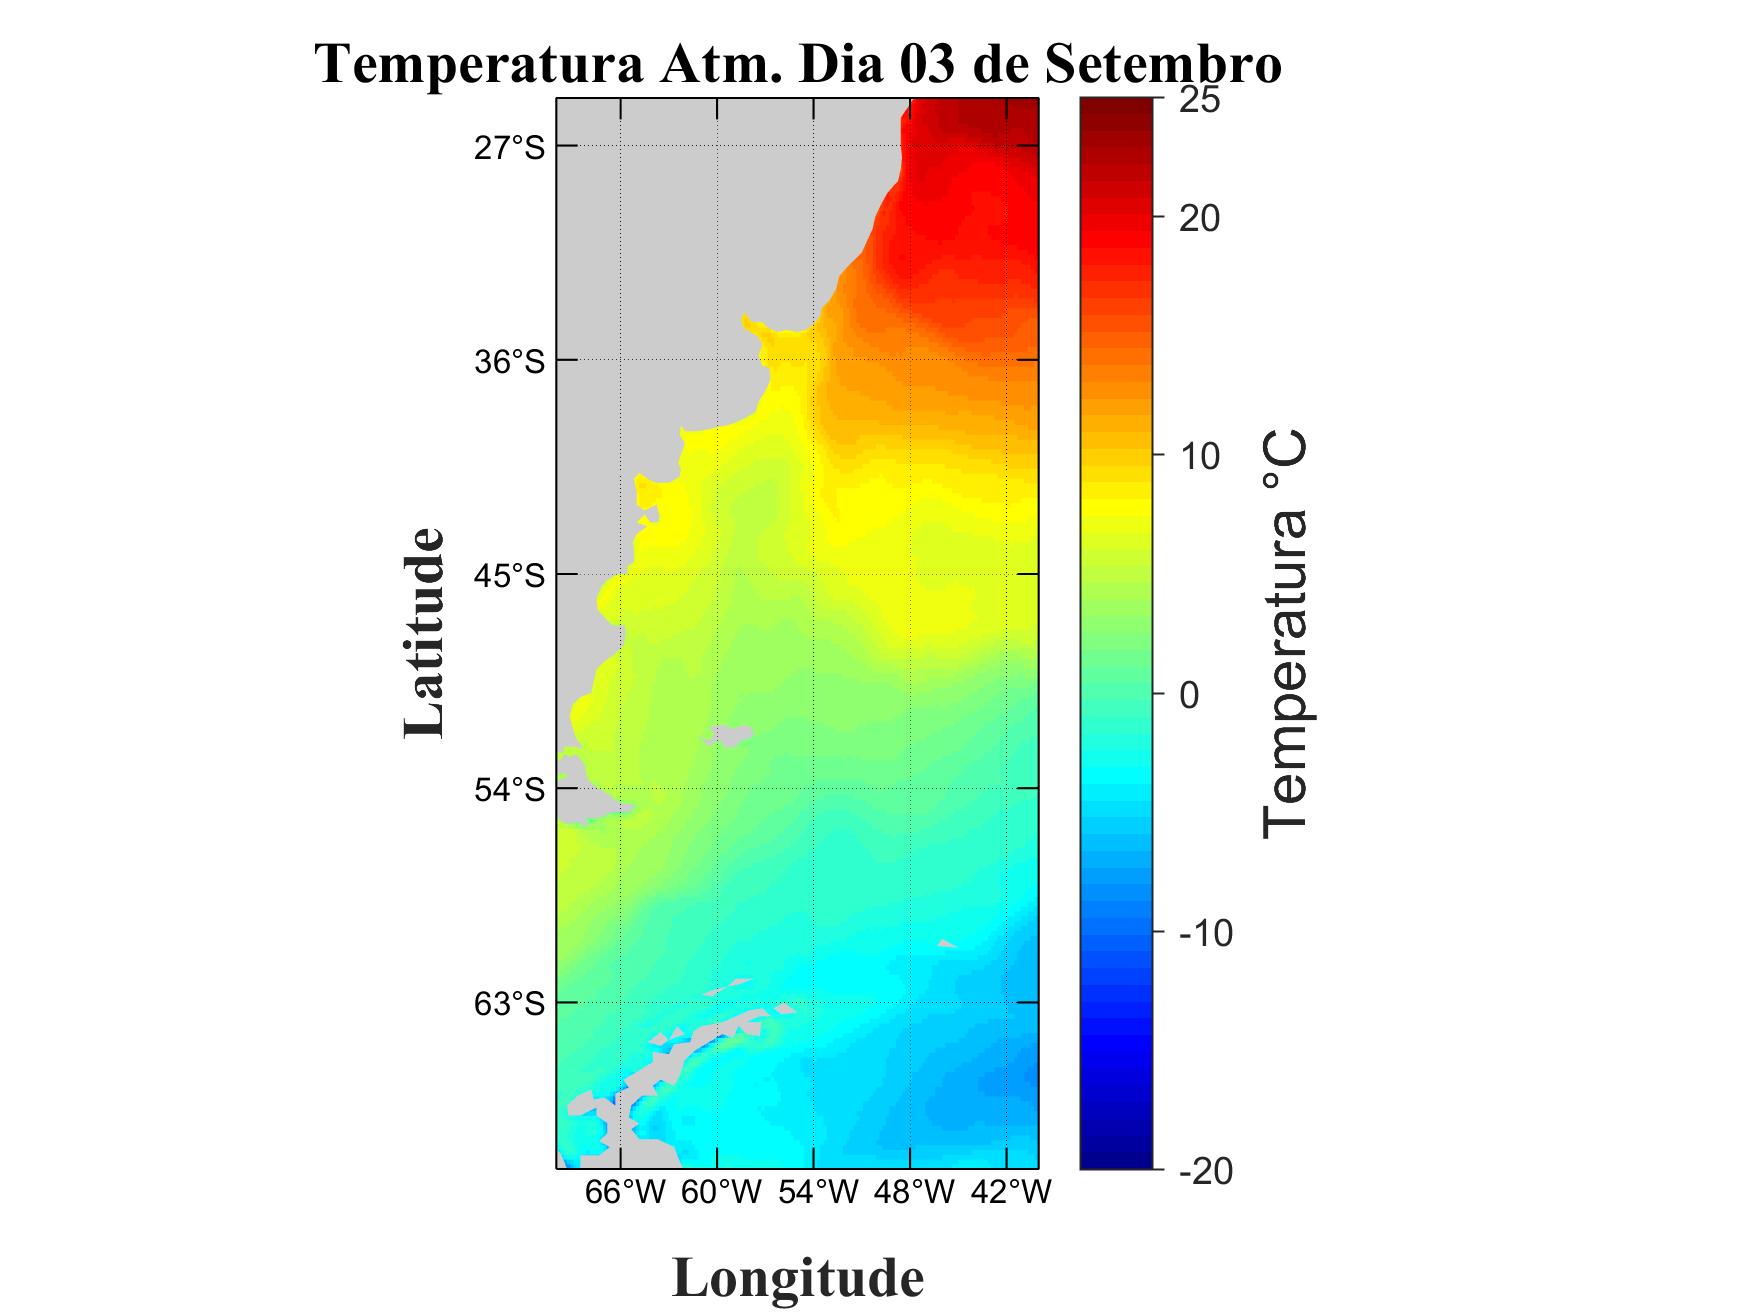 Temperatura Atm. Dia 03 de Setembro
27°S
36°S
45°S
54°S
63°S
Latitude
66°W 60°W 54°W 48°W 42°W
Longitude
25
20
10
0
-10
-20
Temperatura °C